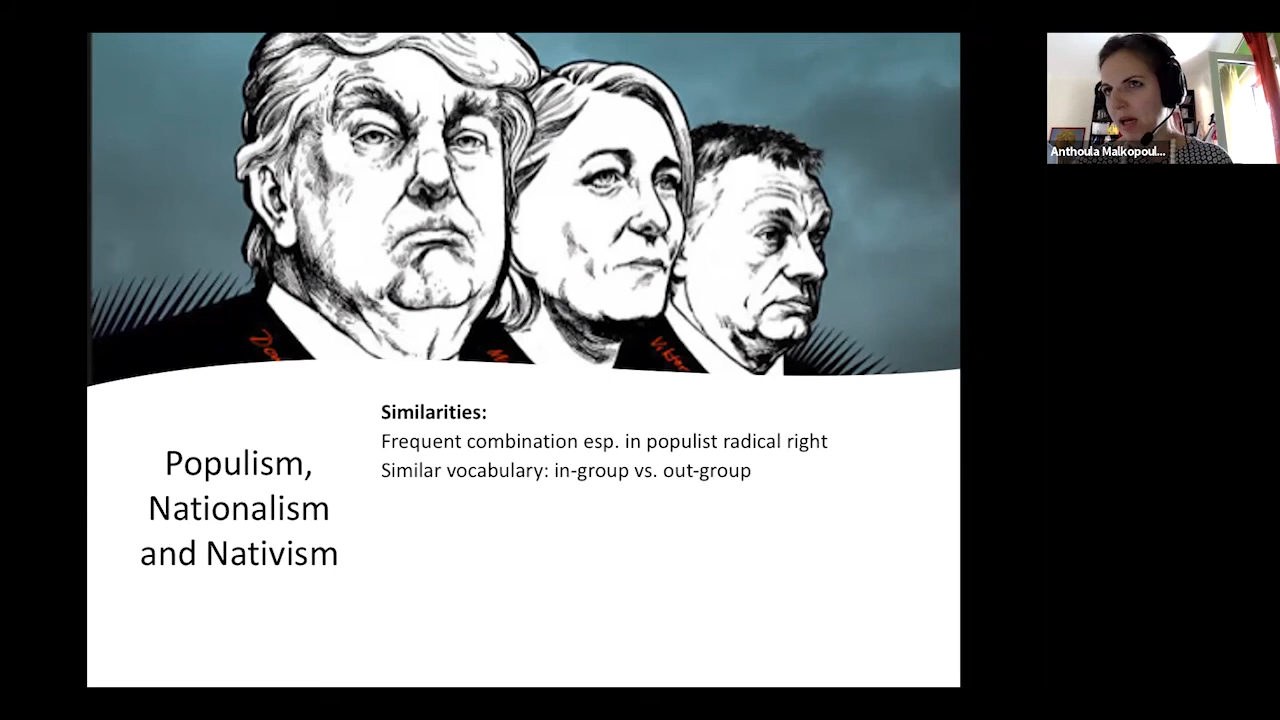 Anthoula Malkopoul...
Viktor
Similarities:
Frequent combination esp. in populist radical right
Similar vocabulary: in-group vs. out-group
Populism,
Nationalism
and Nativism